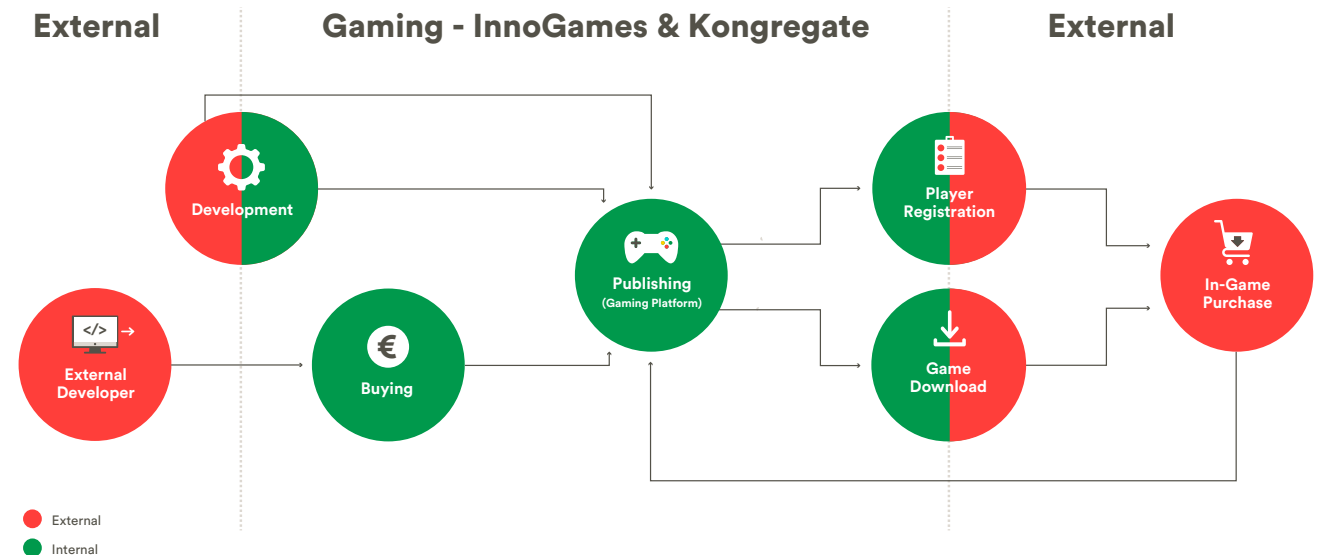 External
Gaming - InnoGames & Kongregate
External
Development
Player
Registration
Publishing
(Gaming Platform)
In-Game
Purchase
</>
External
Developer
€
Buying
Game
Download
External
Internal